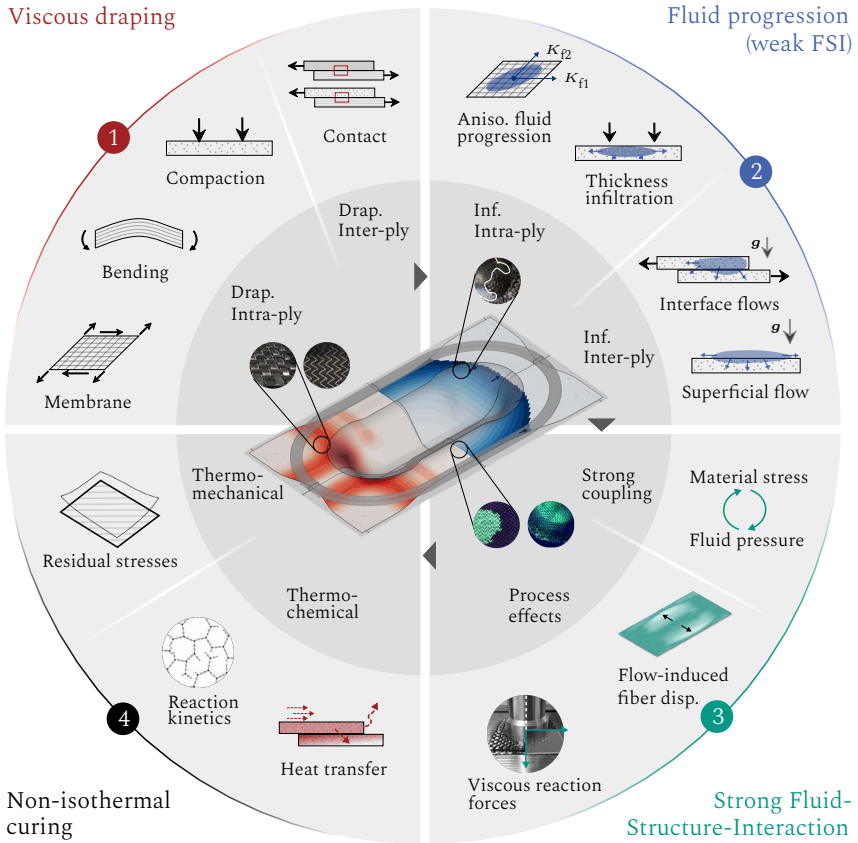 Viscous draping
1
Contact
Compaction
Bending
Membrane
Drap.
Inter-ply
Drap.
Intra-ply
Fluid progression
(weak FSI)
2
K_f2
K_f1
Aniso. fluid
progression
Thickness
infiltration
g
Interface flows
g
Superficial flow
Inf.
Intra-ply
Inf.
Inter-ply
Strong
coupling
Process
effects
Material stress
Fluid pressure
Flow-induced
fiber disp.
Viscous reaction
forces
3
Strong Fluid-
Structure-Interaction
Thermo-
mechanical
Thermo-
chemical
Residual stresses
Reaction
kinetics
Heat transfer
4
Non-isothermal
curing